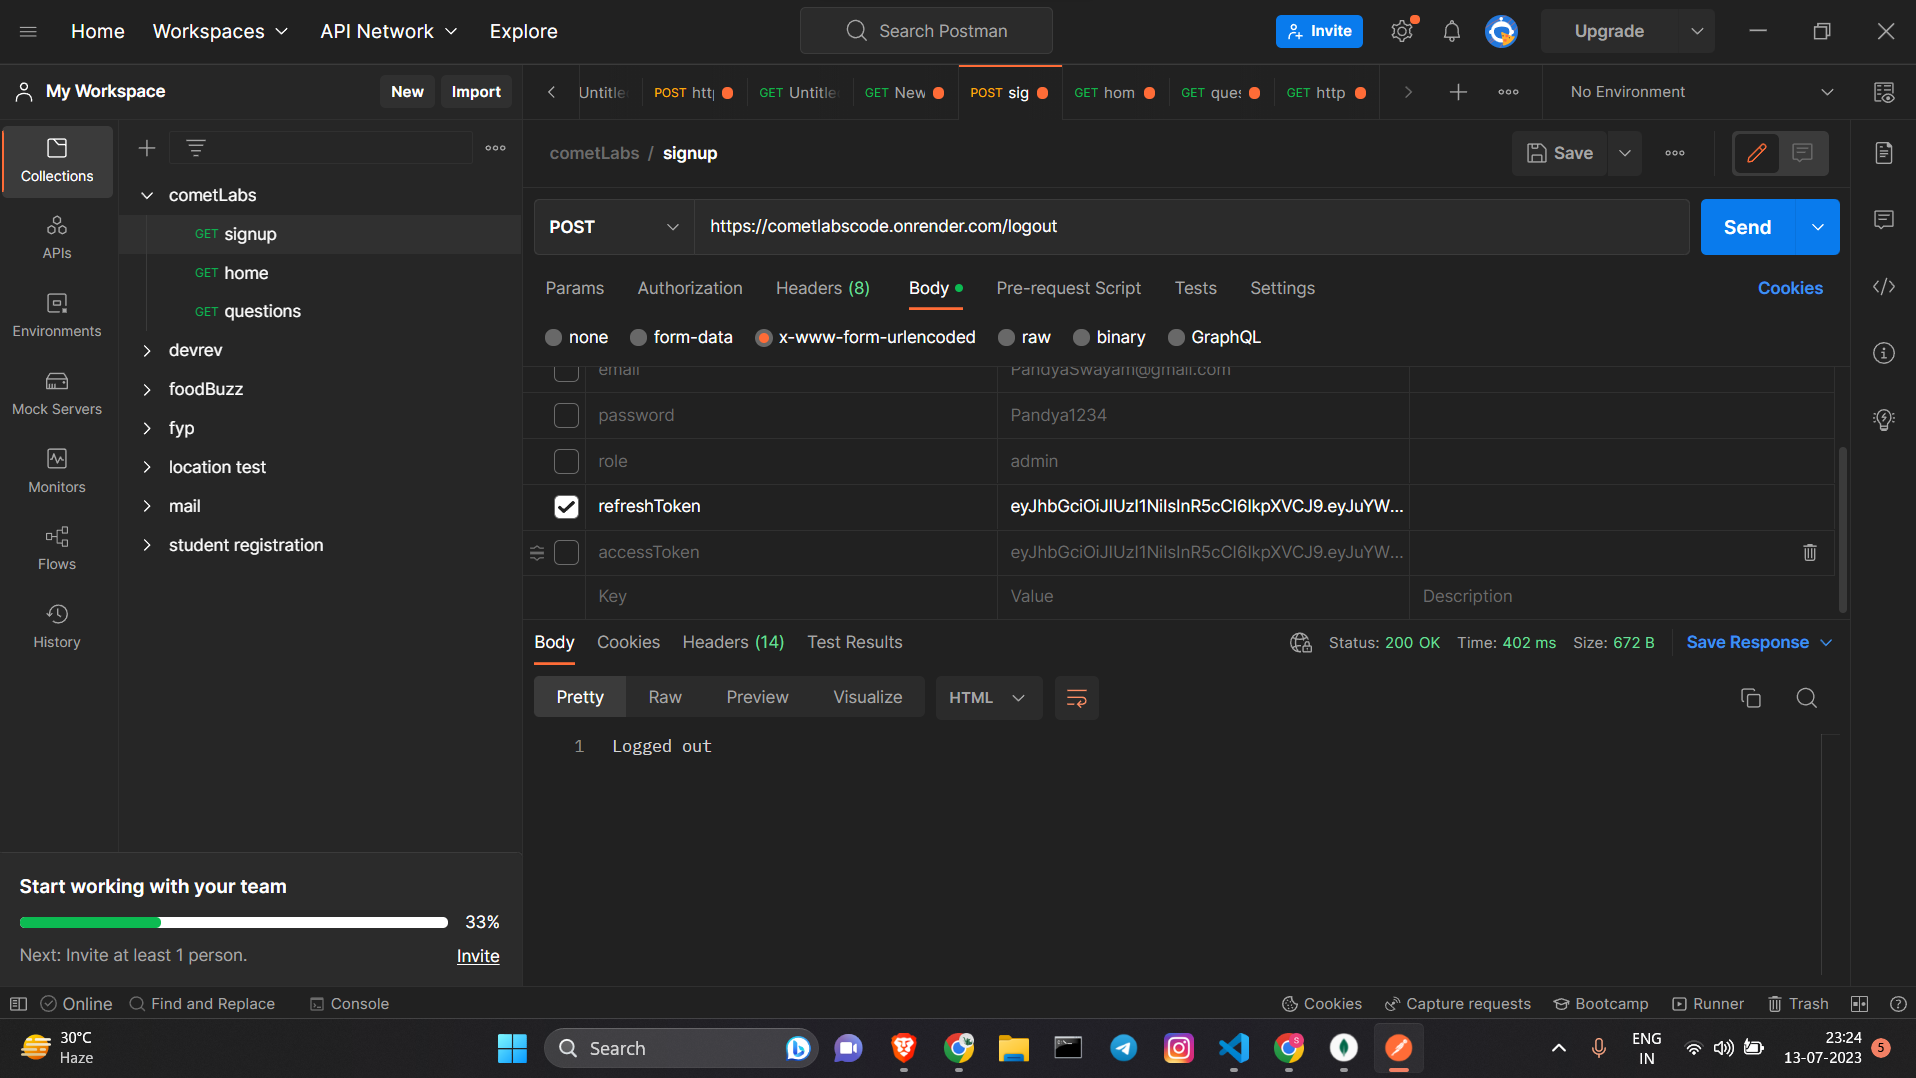 Home Workspaces API Network Explore Search Postman Invite Upgrade
My Workspace New Import
Untitle POST htt GET Untitle GET New POST sig GET hom GET ques GET http No Environment
Collections
APIs
Environments
Mock Servers
Monitors
Flows
History
cometLabs
GET signup
GET home
GET questions
devrev
foodBuzz
fyp
location test
mail
student registration
cometLabs / signup Save
POST https://cometlabscode.onrender.com/logout Send
Params Authorization Headers (8) Body Pre-request Script Tests Settings Cookies
none form-data x-www-form-urlencoded raw binary GraphQL
email PandyaSwayam@gmail.com
password Pandya1234
role admin
refreshToken eyJhbGciOiJIUzI1NiIsInR5cCI6IkpXVCJ9.eyJuYW...
accessToken eyJhbGciOiJIUzI1NiIsInR5cCI6IkpXVCJ9.eyJuYW...
Key Value Description
Body Cookies Headers (14) Test Results Status: 200 OK Time: 402 ms Size: 672 B Save Response
Pretty Raw Preview Visualize HTML
1 Logged out
Start working with your team
33%
Next: Invite at least 1 person. Invite
Online Find and Replace Console Cookies Capture requests Bootcamp Runner Trash
30°C
Haze
Search
ENG
IN
23:24
13-07-2023
5